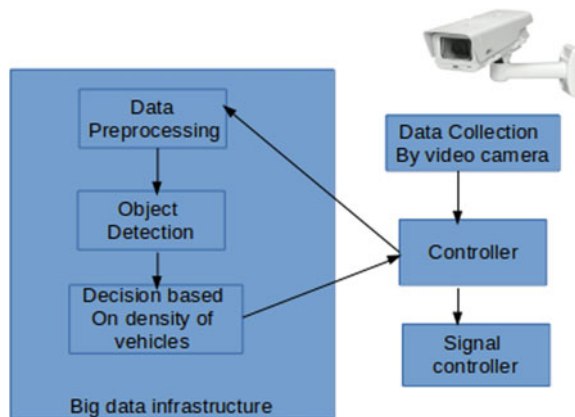 Data
Preprocessing
Object
Detection
Decision based
On density of
vehicles
Big data infrastructure
Data Collection
By video camera
Controller
Signal
controller